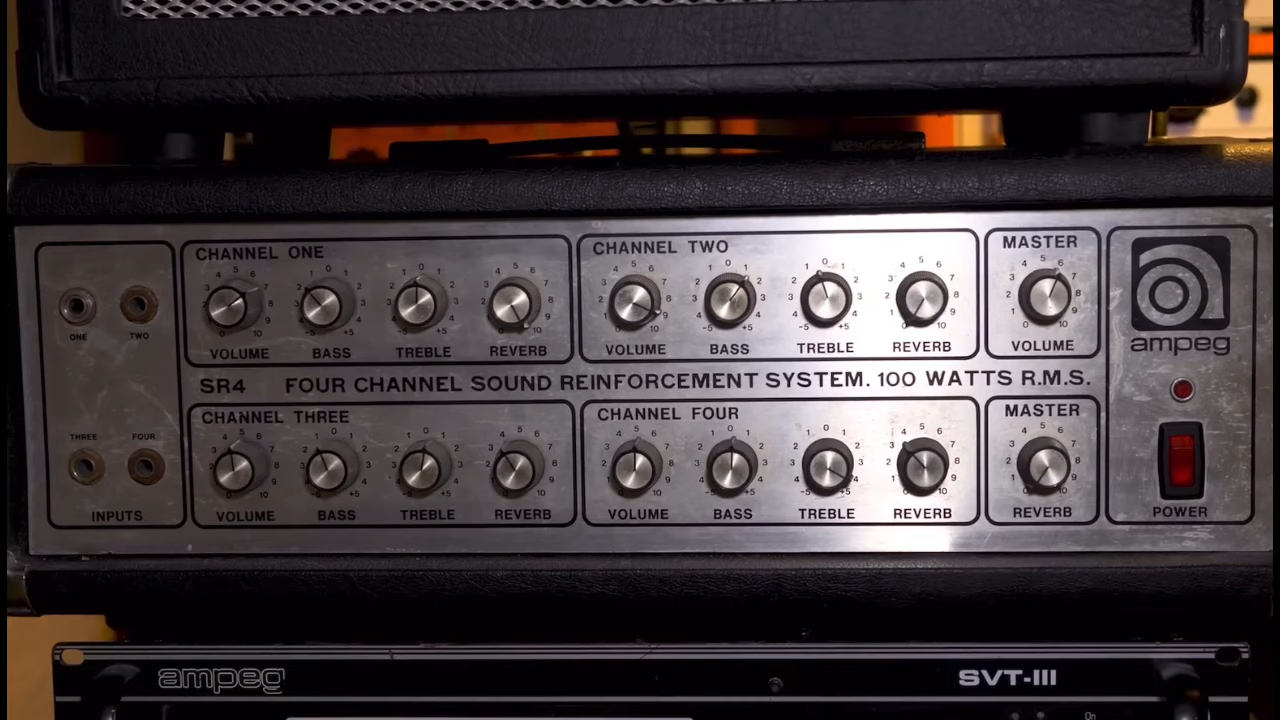 CHANNEL ONE
VOLUME BASS TREBLE REVERB
CHANNEL TWO
VOLUME BASS TREBLE REVERB
MASTER
VOLUME
ampeg
ONE TWO
SR4 FOUR CHANNEL SOUND REINFORCEMENT SYSTEM. 100 WATTS R.M.S.
THREE FOUR
INPUTS
CHANNEL THREE
VOLUME BASS TREBLE REVERB
CHANNEL FOUR
VOLUME BASS TREBLE REVERB
MASTER
REVERB
POWER
ampeg SVT-III
On